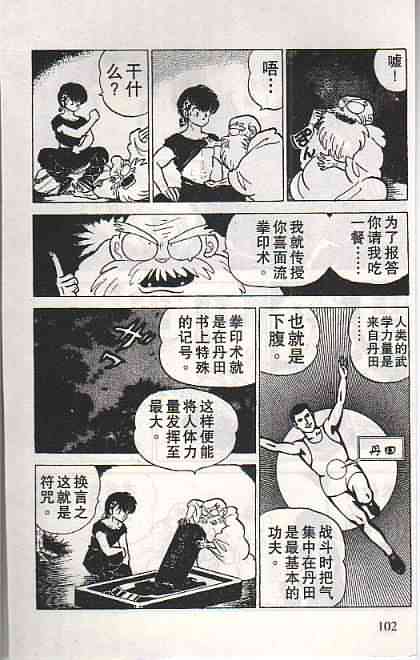 嘘！
唔…
干什
么？
为了报答
你请我吃
一餐……
我就传授
你喜面流
拳印术。
人类的武
学力量是
来自丹田
……
也就是
下腹。
丹田
战斗时把气
集中在丹田
是最基本的
功夫。
拳印术就
是在丹田
书上特殊
的记号。
这样便能
将人体力
量发挥至
最大。
换言之
这就是
符咒。
102